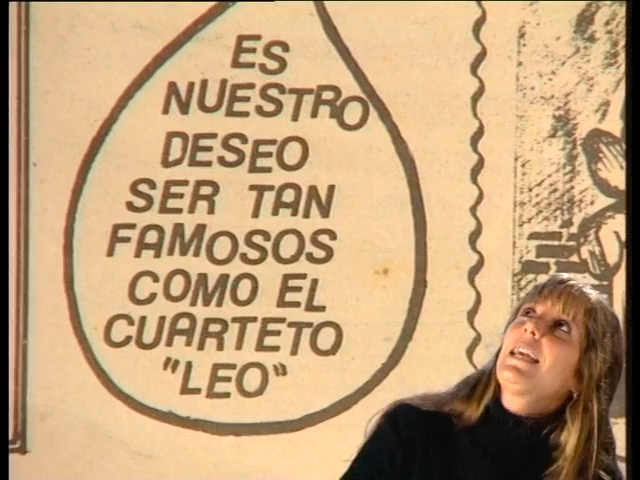 ES
NUESTRO
DESEO
SER TAN
FAMOSOS
COMO EL
CUARTETO
"LEO"